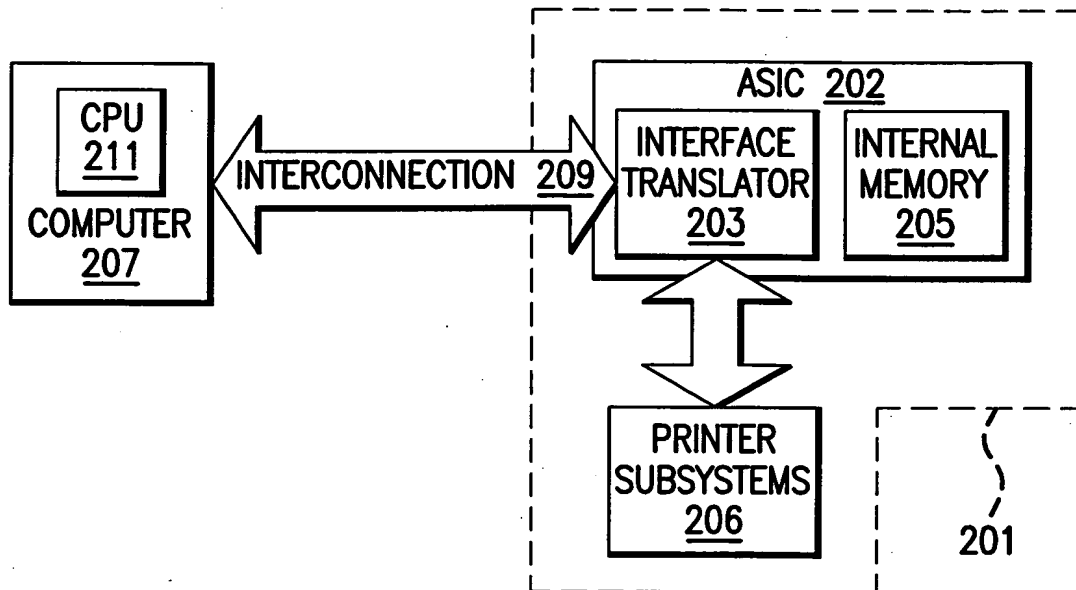 CPU
211
COMPUTER
207
INTERCONNECTION 209
ASIC 202
INTERFACE
TRANSLATOR
203
INTERNAL
MEMORY
205
PRINTER
SUBSYSTEMS
206
201